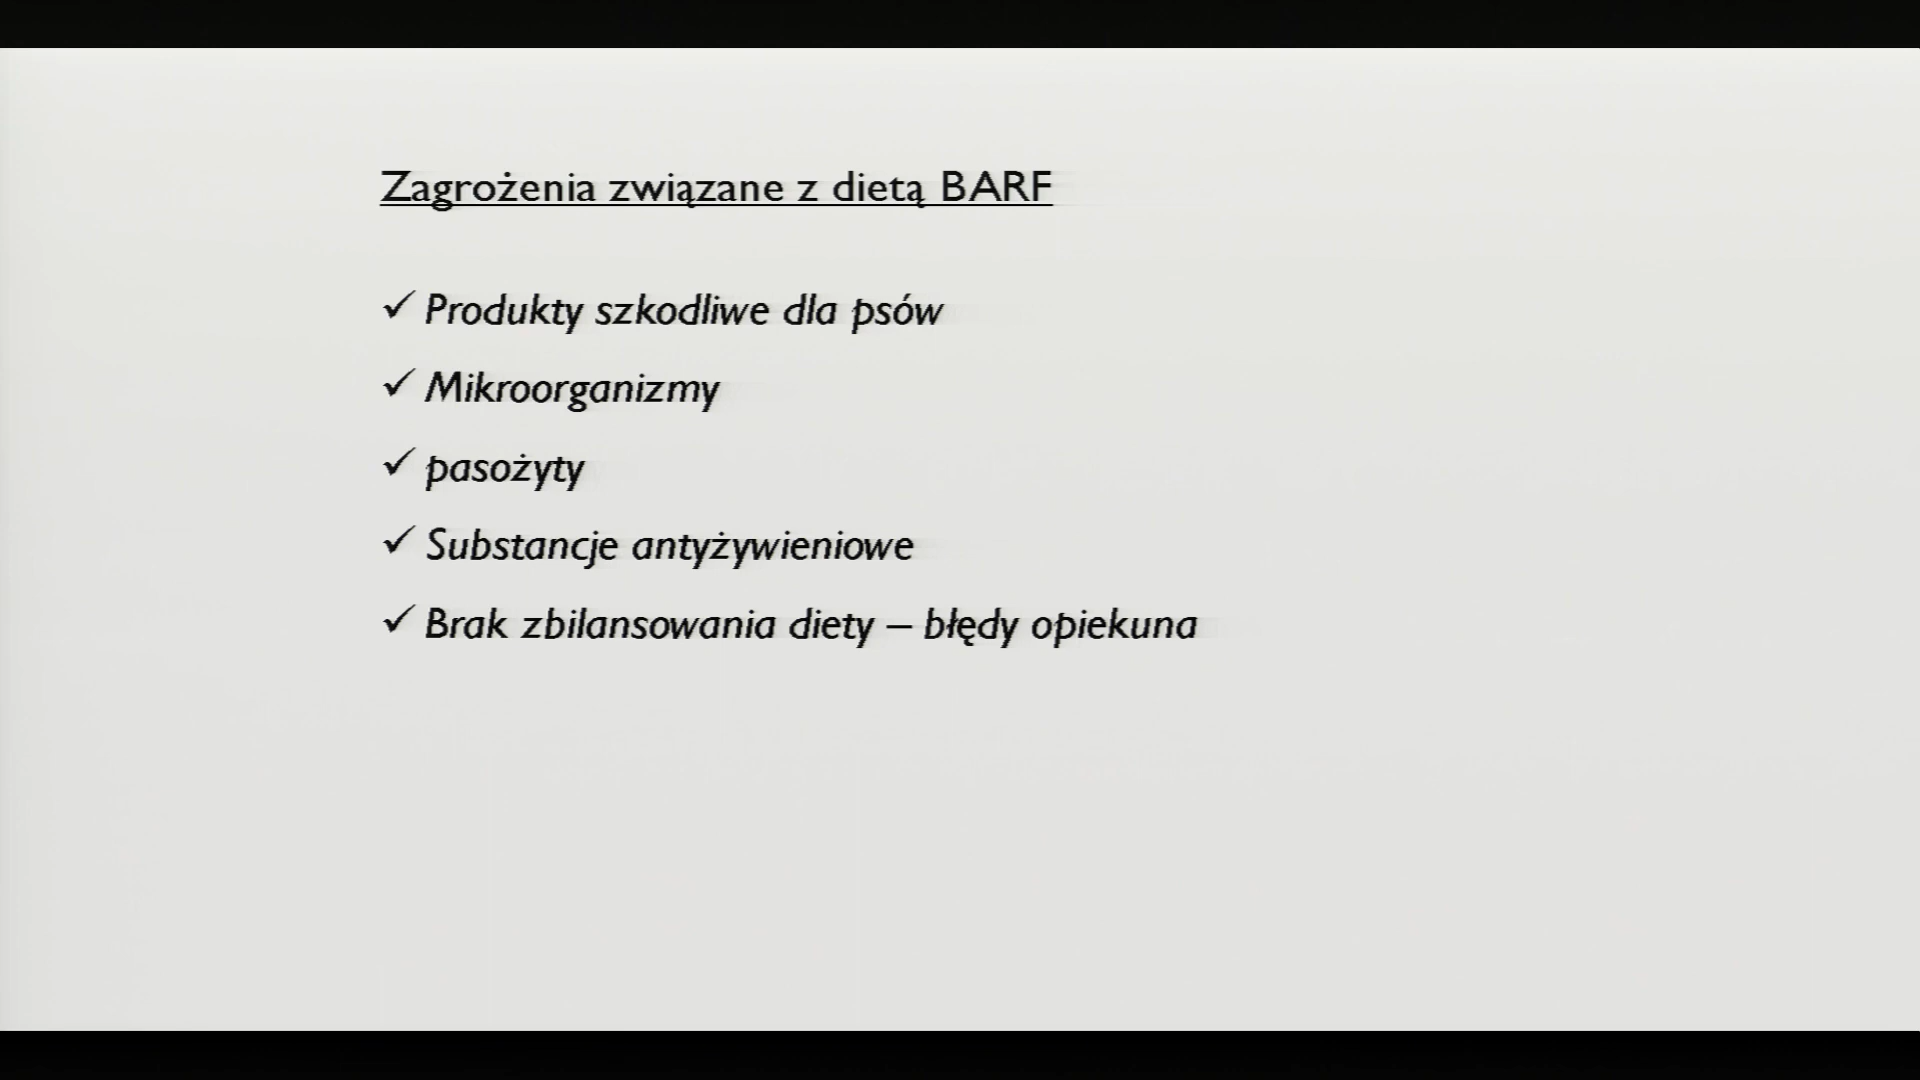 Zagrożenia związane z dietą BARF
✓ Produkty szkodliwe dla psów
✓ Mikroorganizmy
✓ pasożyty
✓ Substancje antyżywieniowe
✓ Brak zbilansowania diety – błędy opiekuna